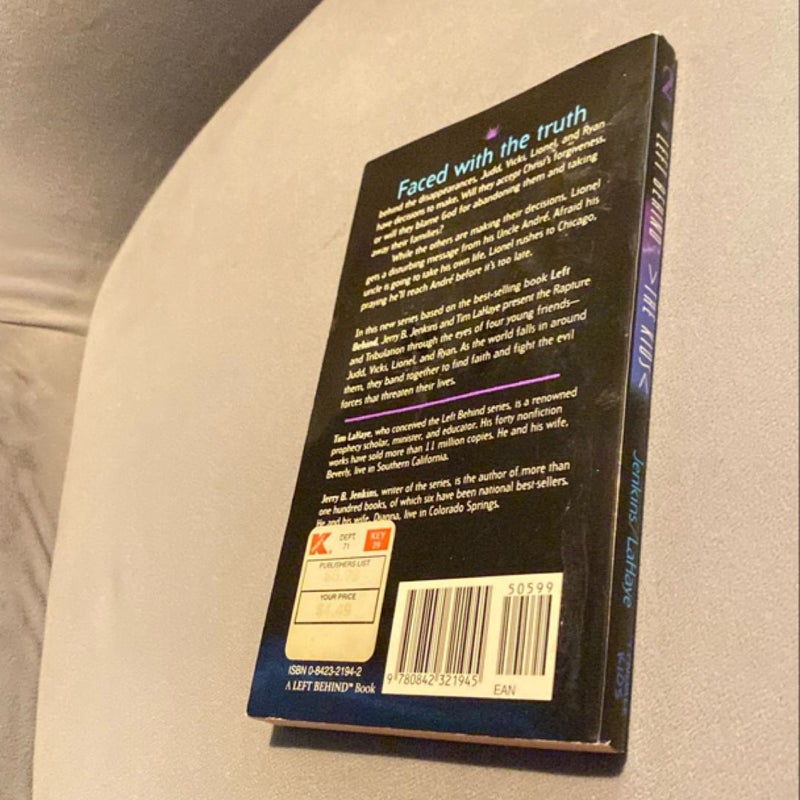 Faced with the truth
behind the disappearances, Judd, Vicki, Lionel, and Ryan
have decisions to make. Will they accept Christ's forgiveness,
or will they blame God for abandoning them and taking
away their families?
While the others are making their decisions, Lionel
gets a disturbing message from his Uncle André. Afraid his
uncle is going to take his own life, Lionel rushes to Chicago,
praying he'll reach André before it's too late.
In this new series based on the best-selling book Left
Behind, Jerry B. Jenkins and Tim LaHaye present the Rapture
and Tribulation through the eyes of four young friends—
Judd, Vicki, Lionel, and Ryan. As the world falls in around
them, they band together to find faith and fight the evil
forces that threaten their lives.
Tim LaHaye, who conceived the Left Behind series, is a renowned
prophecy scholar, minister, and educator. His forty nonfiction
works have sold more than 11 million copies. He and his wife,
Beverly, live in Southern California.
Jerry B. Jenkins, writer of the series, is the author of more than
one hundred books, of which six have been national best-sellers.
He and his wife, Dianna, live in Colorado Springs.
K
DEPT.
71
KEY
29
PUBLISHERS LIST
YOUR PRICE
$4.49
ISBN 0-8423-2194-2
A LEFT BEHIND™ Book
50599
9 780842 321945
EAN
2
LEFT BEHIND >THE KIDS<
Jenkins/LaHaye
KIDS